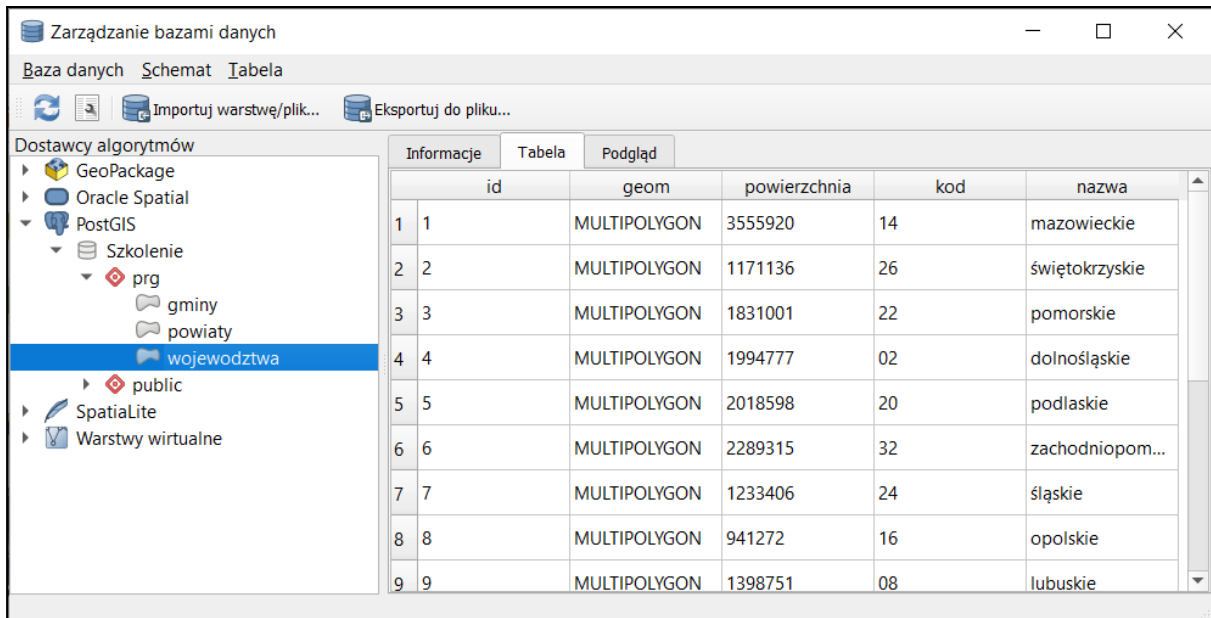 Zarządzanie bazami danych
Baza danych Schemat Tabela
Importuj warstwę/plik... Eksportuj do pliku...
Dostawcy algorytmów
GeoPackage
Oracle Spatial
PostGIS
Szkolenie
prg
gminy
powiaty
wojewodztwa
public
SpatiaLite
Warstwy wirtualne
Informacje Tabela Podgląd
id geom powierzchnia kod nazwa
1 1 MULTIPOLYGON 3555920 14 mazowieckie
2 2 MULTIPOLYGON 1171136 26 świętokrzyskie
3 3 MULTIPOLYGON 1831001 22 pomorskie
4 4 MULTIPOLYGON 1994777 02 dolnośląskie
5 5 MULTIPOLYGON 2018598 20 podlaskie
6 6 MULTIPOLYGON 2289315 32 zachodniopom...
7 7 MULTIPOLYGON 1233406 24 śląskie
8 8 MULTIPOLYGON 941272 16 opolskie
9 9 MULTIPOLYGON 1398751 08 lubuskie